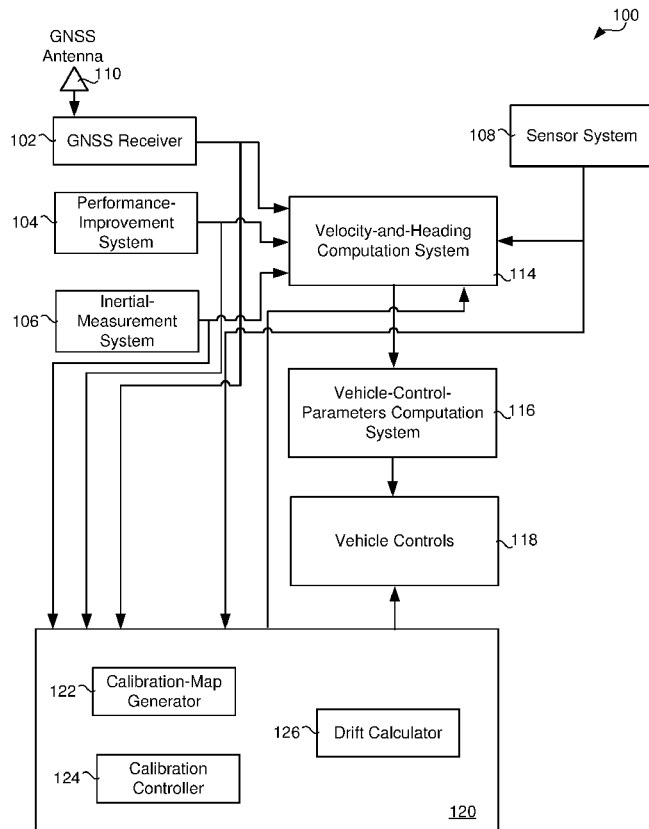 100
GNSS
Antenna
110
102
GNSS Receiver
108
Sensor System
104
Performance-
Improvement
System
Velocity-and-Heading
Computation System
114
106
Inertial-
Measurement
System
Vehicle-Control-
Parameters Computation
System
116
Vehicle Controls
118
122
Calibration-Map
Generator
126
Drift Calculator
124
Calibration
Controller
120